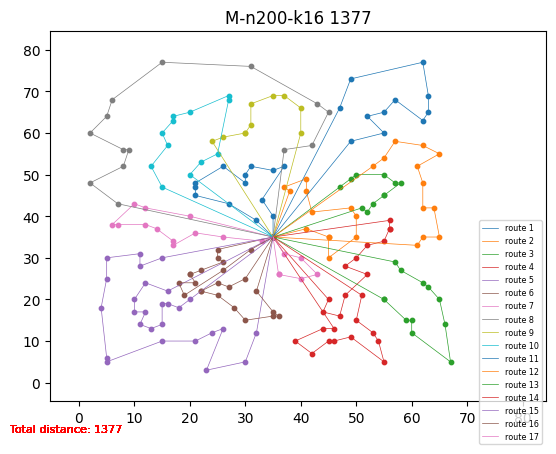 M-n200-k16 1377
80
70
60
50
40
30
20
10
0
0 10 20 30 40 50 60 70 80
route 1
route 2
route 3
route 4
route 5
route 6
route 7
route 8
route 9
route 10
route 11
route 12
route 13
route 14
route 15
route 16
route 17
Total distance: 1377